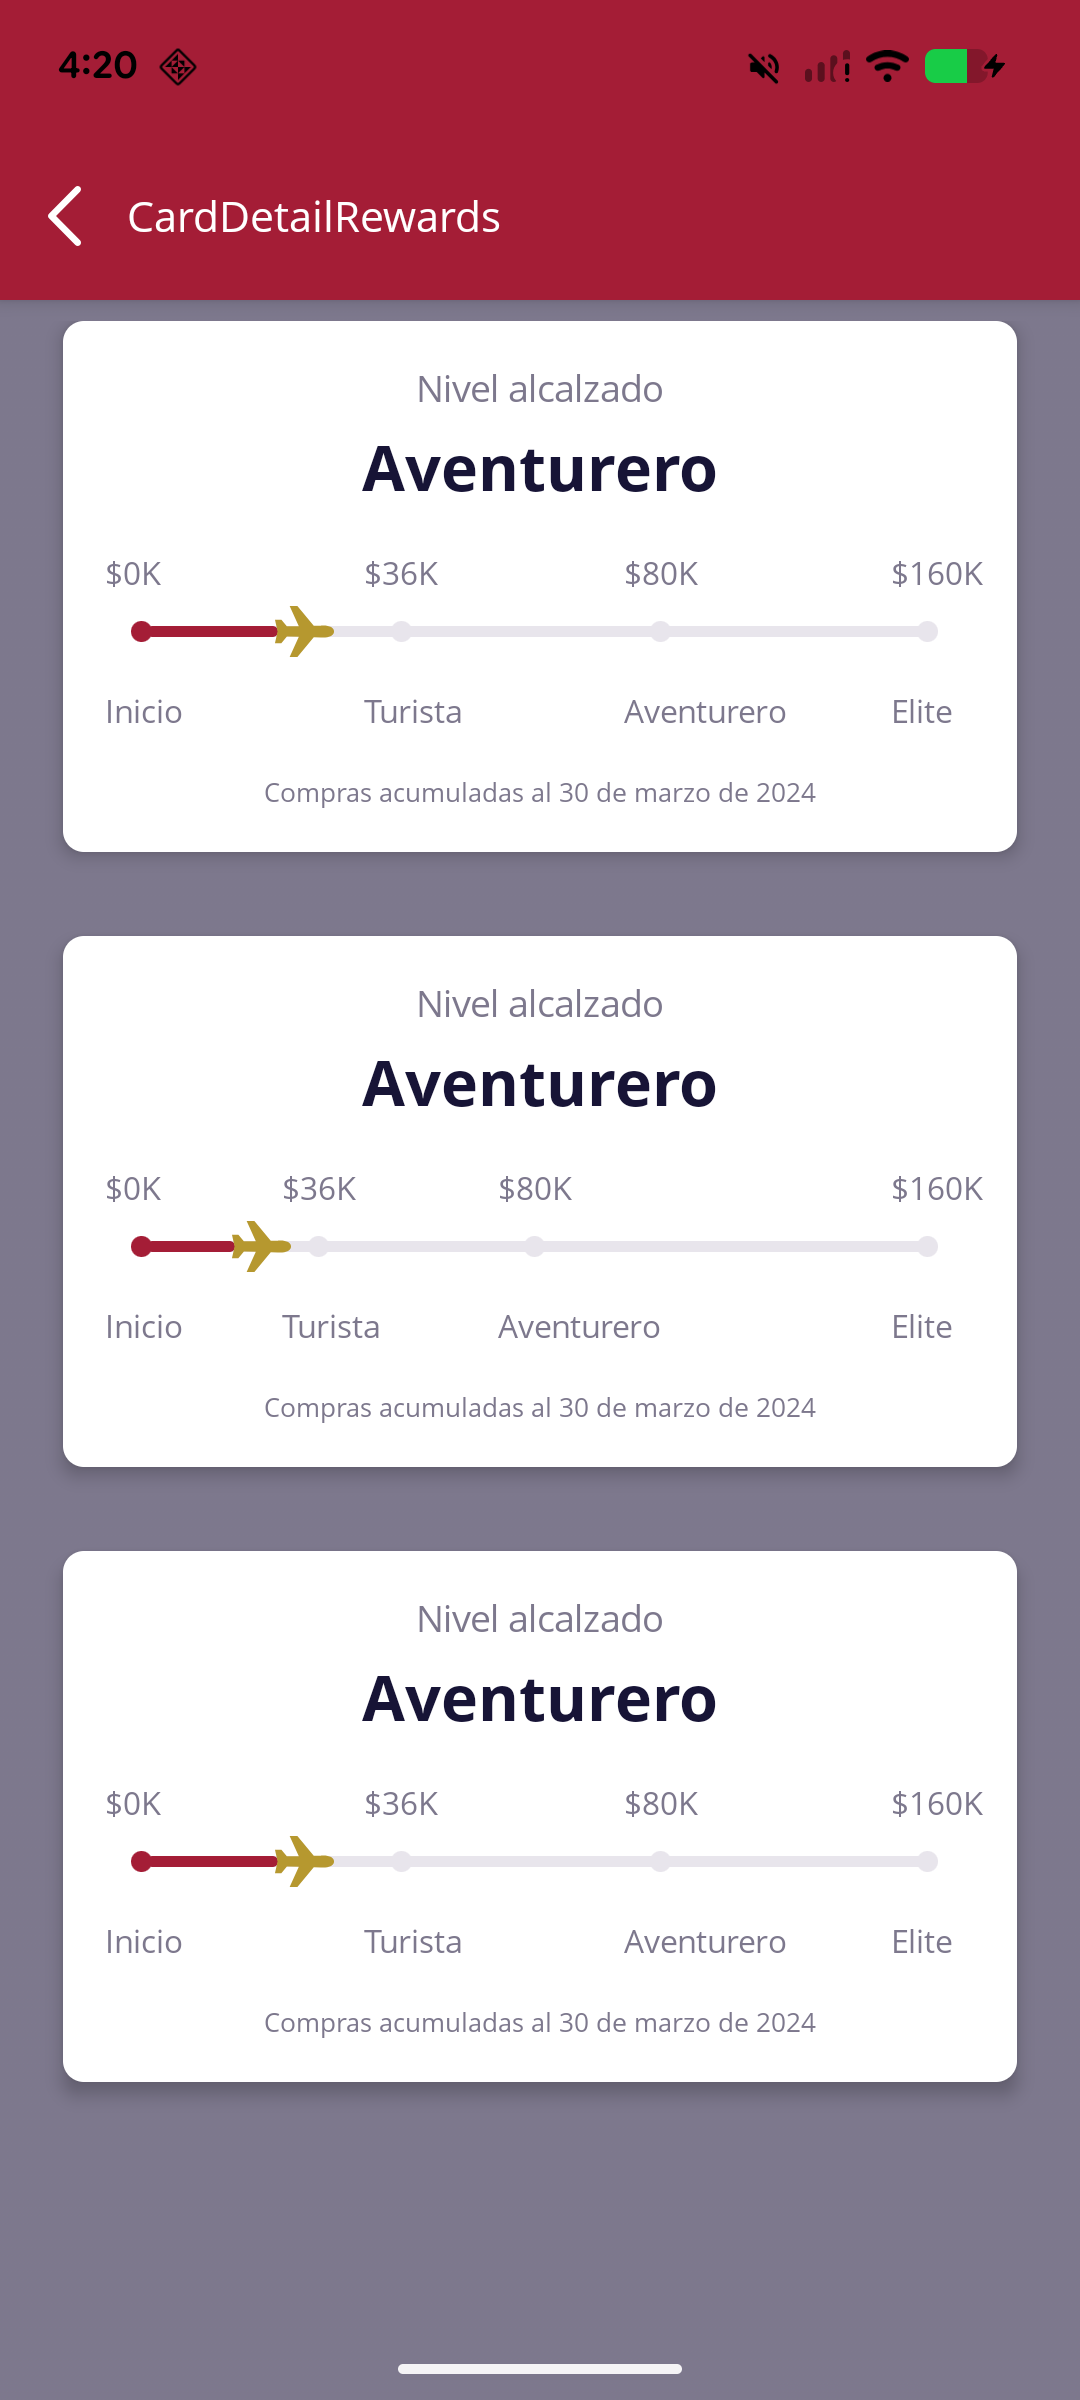 4:20
CardDetailRewards
Nivel alcalzado
Aventurero
$0K $36K $80K $160K
Inicio Turista Aventurero Elite
Compras acumuladas al 30 de marzo de 2024
Nivel alcalzado
Aventurero
$0K $36K $80K $160K
Inicio Turista Aventurero Elite
Compras acumuladas al 30 de marzo de 2024
Nivel alcalzado
Aventurero
$0K $36K $80K $160K
Inicio Turista Aventurero Elite
Compras acumuladas al 30 de marzo de 2024